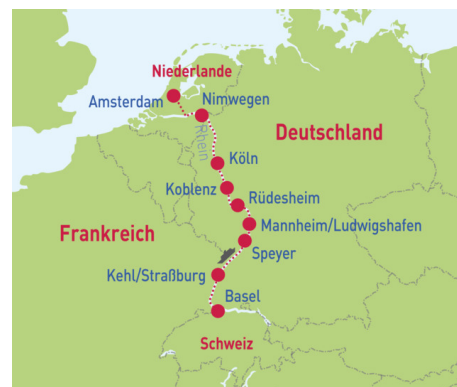 Niederlande
Amsterdam
Nimwegen
Rhein
Deutschland
Köln
Koblenz
Rüdesheim
Mannheim/Ludwigshafen
Frankreich
Speyer
Kehl/Straßburg
Basel
Schweiz